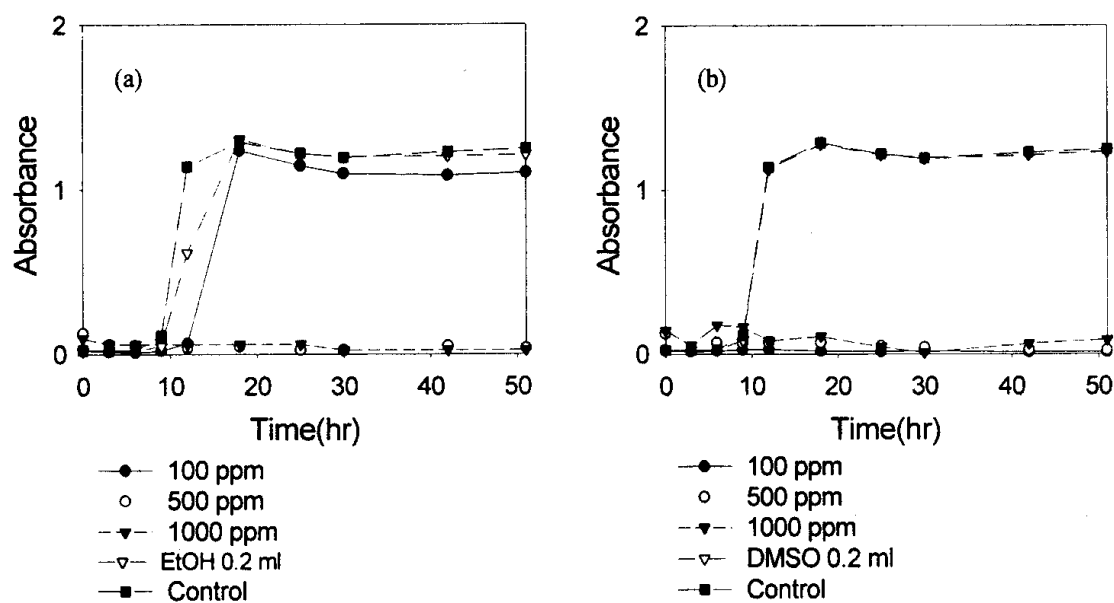 2
(a)
Absorbance
1
0
0 10 20 30 40 50
Time(hr)
100 ppm
500 ppm
1000 ppm
EtOH 0.2 ml
Control
2
(b)
Absorbance
1
0
0 10 20 30 40 50
Time(hr)
100 ppm
500 ppm
1000 ppm
DMSO 0.2 ml
Control